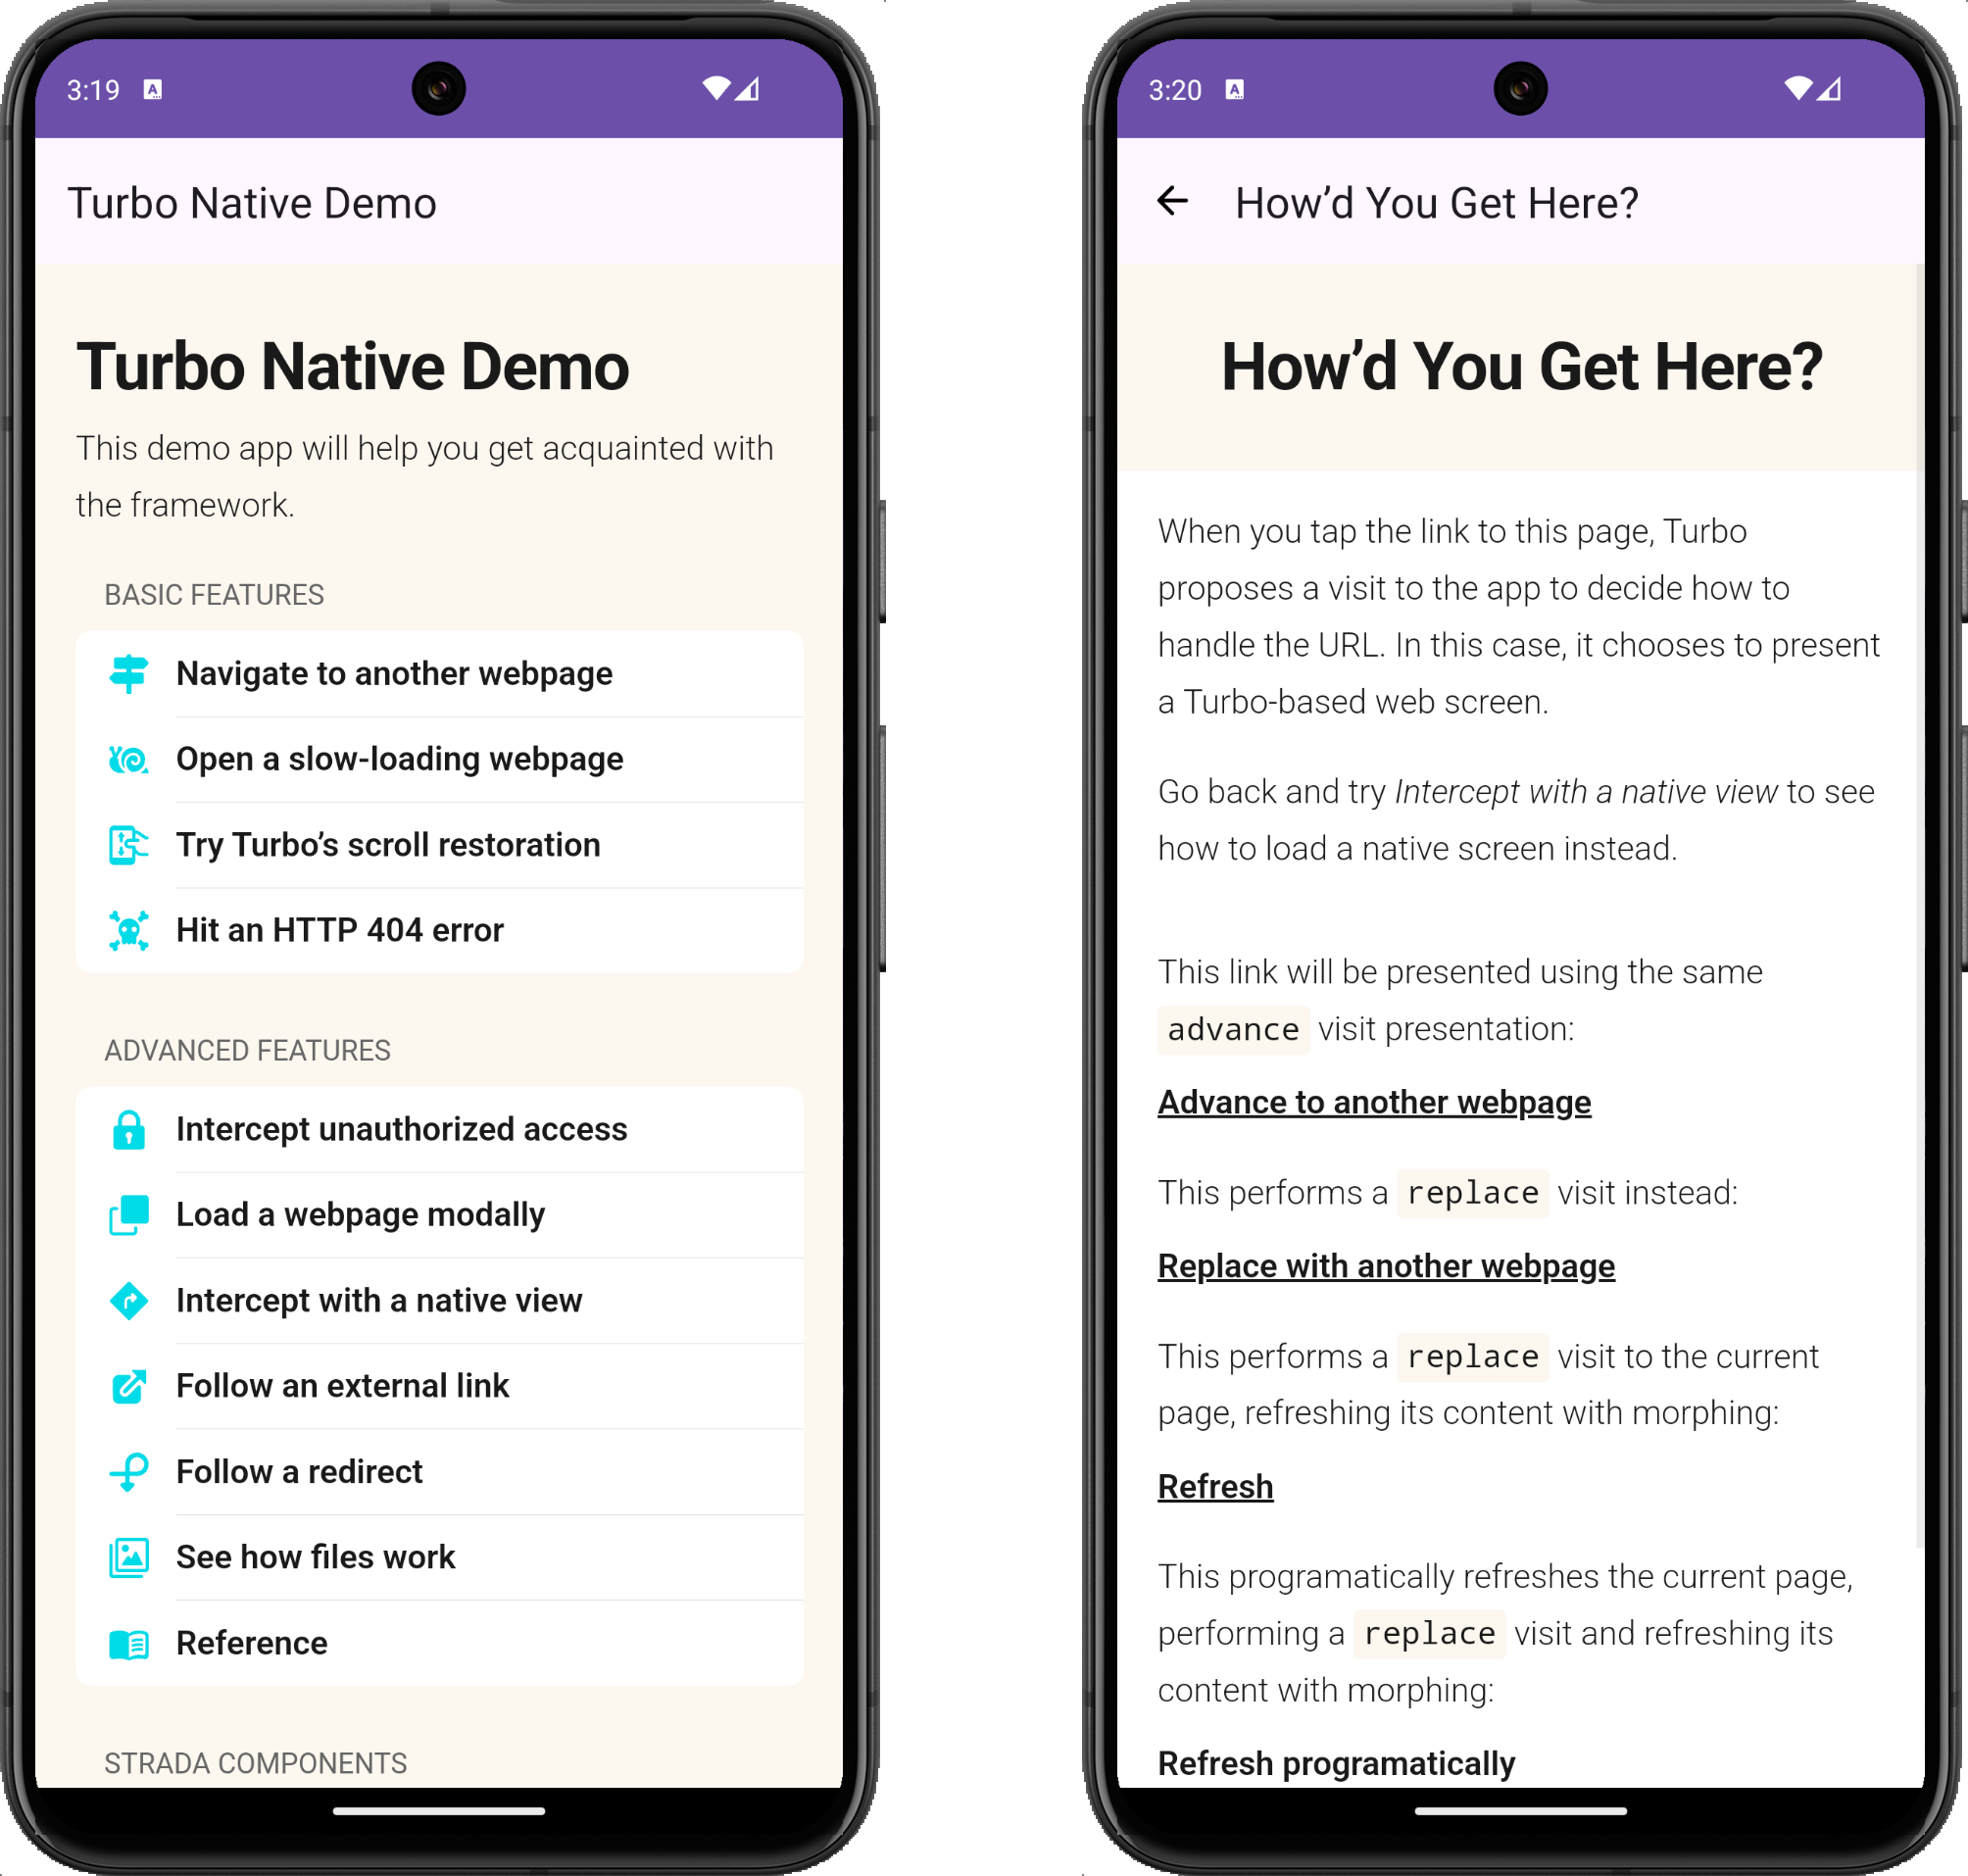 3:19 A
Turbo Native Demo
Turbo Native Demo
This demo app will help you get acquainted with
the framework.
BASIC FEATURES
Navigate to another webpage
Open a slow-loading webpage
Try Turbo’s scroll restoration
Hit an HTTP 404 error
ADVANCED FEATURES
Intercept unauthorized access
Load a webpage modally
Intercept with a native view
Follow an external link
Follow a redirect
See how files work
Reference
STRADA COMPONENTS
3:20 A
How’d You Get Here?
How’d You Get Here?
When you tap the link to this page, Turbo
proposes a visit to the app to decide how to
handle the URL. In this case, it chooses to present
a Turbo-based web screen.
Go back and try Intercept with a native view to see
how to load a native screen instead.
This link will be presented using the same
advance visit presentation:
Advance to another webpage
This performs a replace visit instead:
Replace with another webpage
This performs a replace visit to the current
page, refreshing its content with morphing:
Refresh
This programatically refreshes the current page,
performing a replace visit and refreshing its
content with morphing:
Refresh programatically